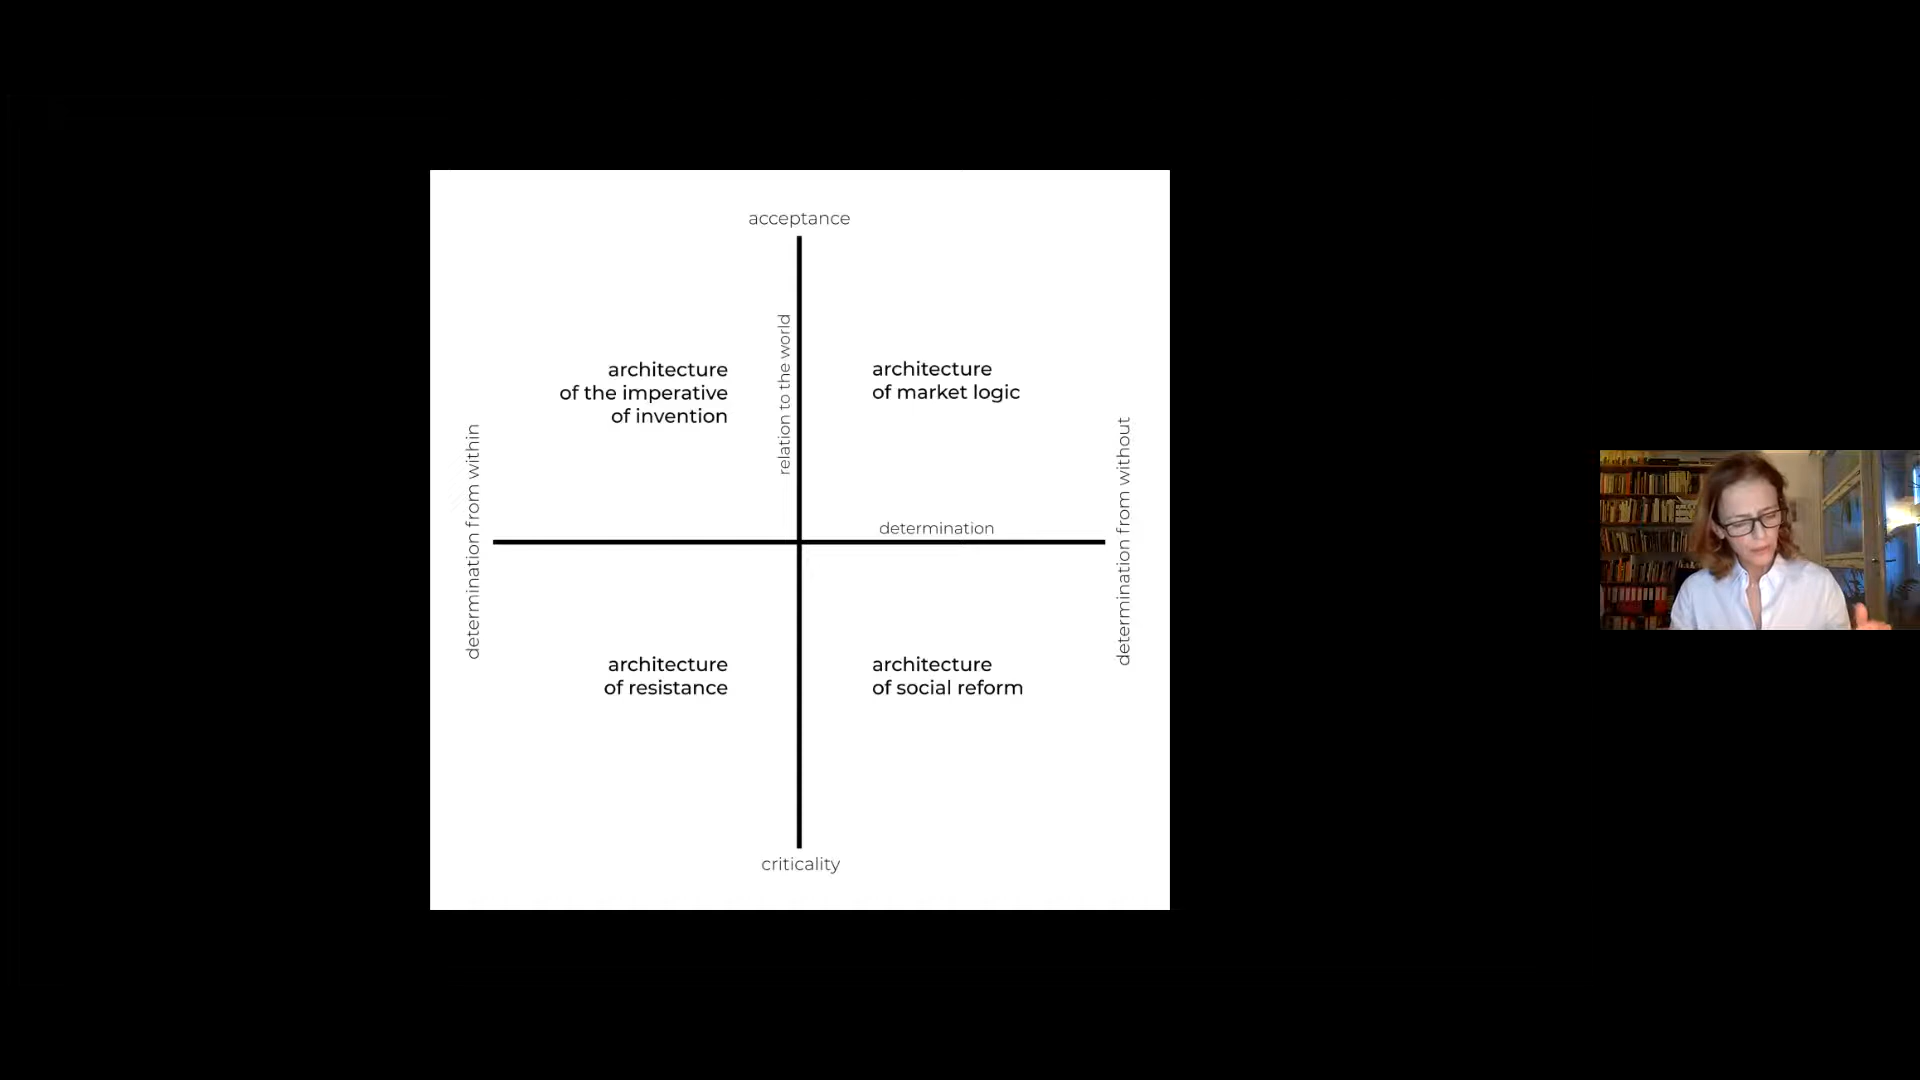 acceptance
relation to the world
architecture
of the imperative
of invention
architecture
of market logic
determination from within
determination
determination from without
architecture
of resistance
architecture
of social reform
criticality